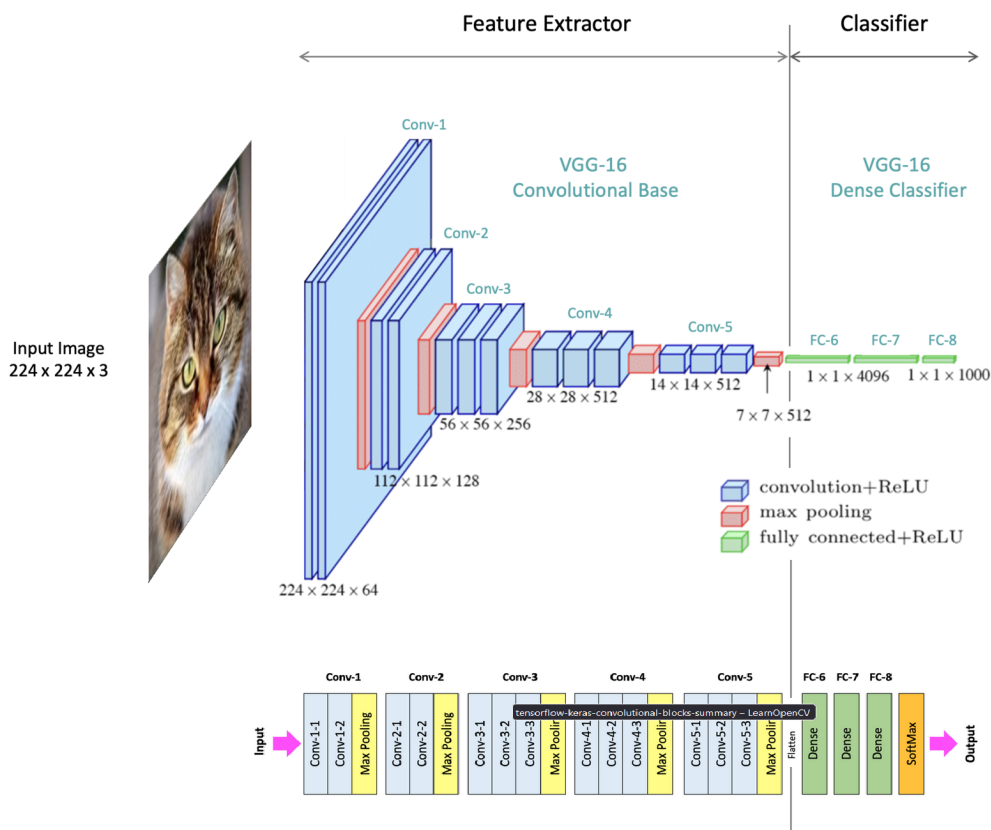 Feature Extractor
Classifier
Conv-1
VGG-16
Convolutional Base
VGG-16
Dense Classifier
Conv-2
Conv-3
Conv-4
Conv-5
FC-6
FC-7
FC-8
Input Image
224 x 224 x 3
1 × 1 × 4096
1 × 1 × 1000
14 × 14 × 512
28 × 28 × 512
7 × 7 × 512
56 × 56 × 256
112 × 112 × 128
convolution+ReLU
max pooling
fully connected+ReLU
224 × 224 × 64
Conv-1
Conv-2
Conv-3
Conv-4
Conv-5
FC-6
FC-7
FC-8
tensorflow-keras-convolutional-blocks-summary – LearnOpenCV
Input
Conv-1-1
Conv-1-2
Max Pooling
Conv-2-1
Conv-2-2
Max Pooling
Conv-3-1
Conv-3-2
Conv-3-3
Max Pooling
Conv-4-1
Conv-4-2
Conv-4-3
Max Pooling
Conv-5-1
Conv-5-2
Conv-5-3
Max Pooling
Flatten
Dense
Dense
Dense
SoftMax
Output